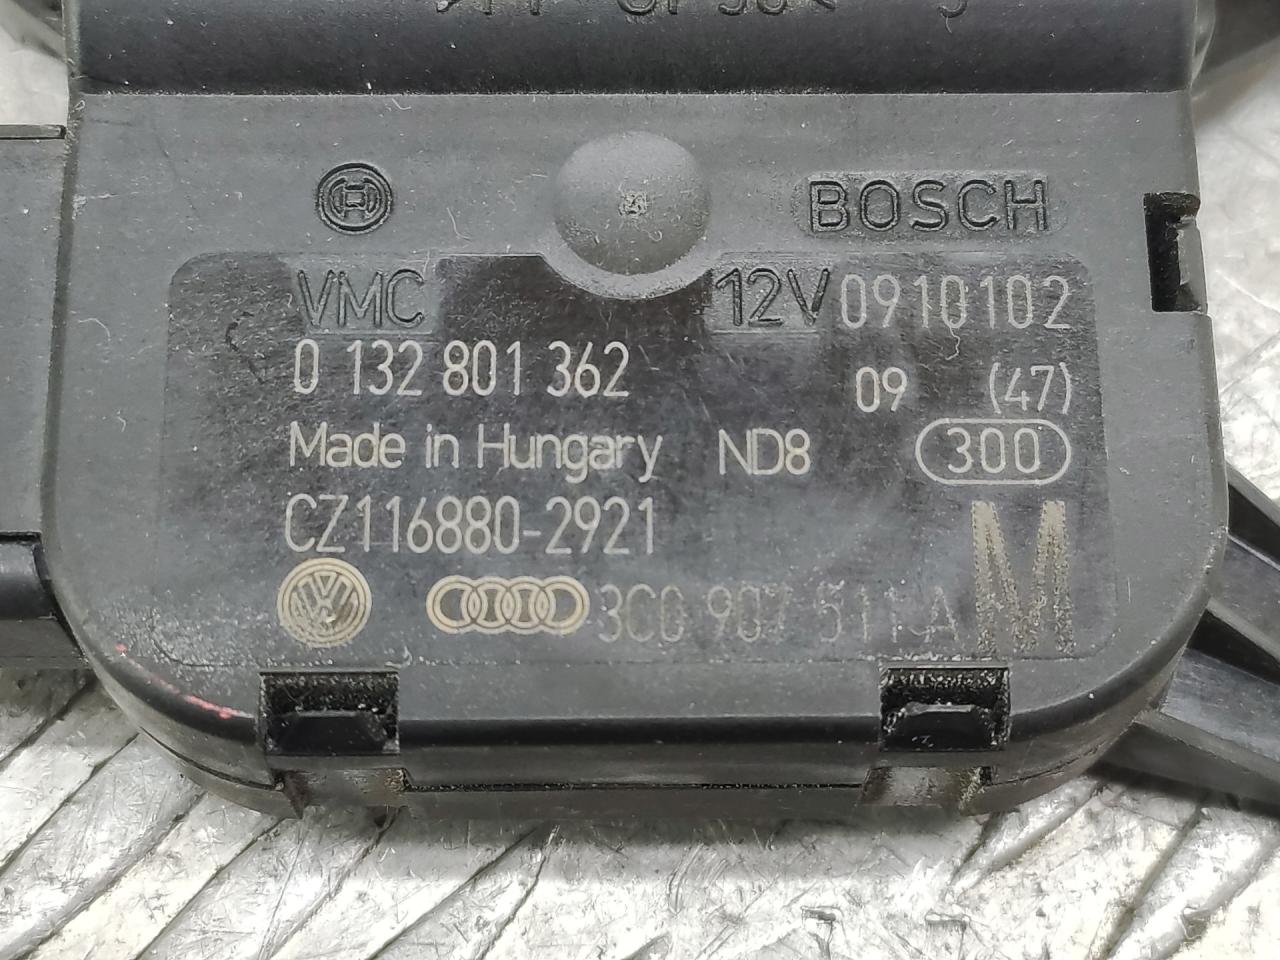 BOSCH
VMC 12V 0910102
0 132 801 362 09 (47)
Made in Hungary ND8 300
CZ116880-2921 M
3C0 907 511 A